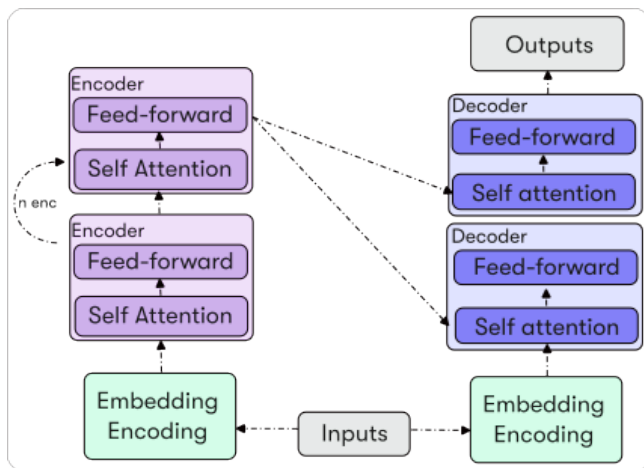 Outputs
Encoder
Feed-forward
Self Attention
n enc
Encoder
Feed-forward
Self Attention
Embedding
Encoding
Inputs
Decoder
Feed-forward
Self attention
Decoder
Feed-forward
Self attention
Embedding
Encoding